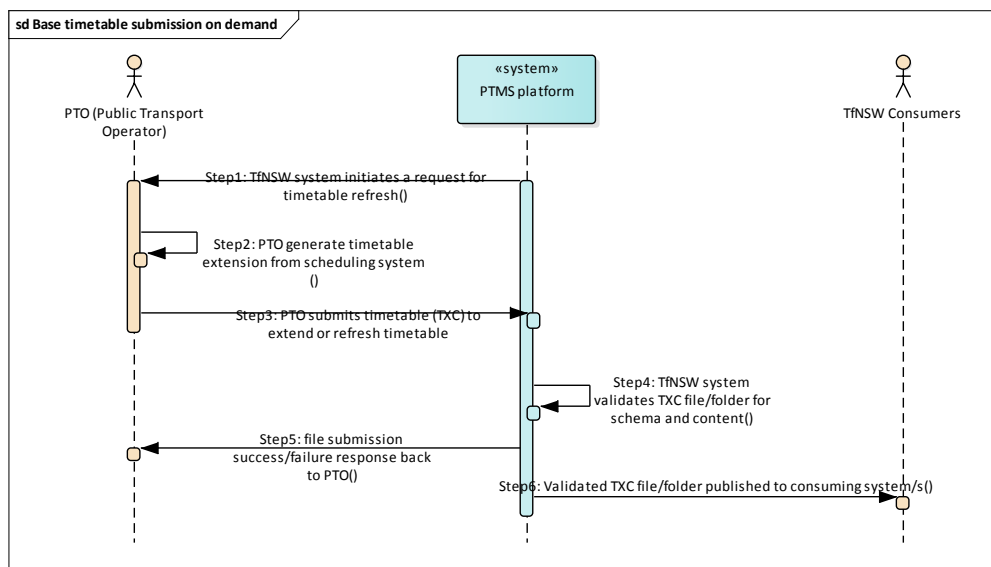 sd Base timetable submission on demand
«system»
PTMS platform
PTO (Public Transport
Operator)
TfNSW Consumers
Step1: TfNSW system initiates a request for
timetable refresh()
Step2: PTO generate timetable
extension from scheduling system
()
Step3: PTO submits timetable (TXC) to
extend or refresh timetable
Step4: TfNSW system
validates TXC file/folder for
schema and content()
Step5: file submission
success/failure response back
to PTO()
Step6: Validated TXC file/folder published to consuming system/s()